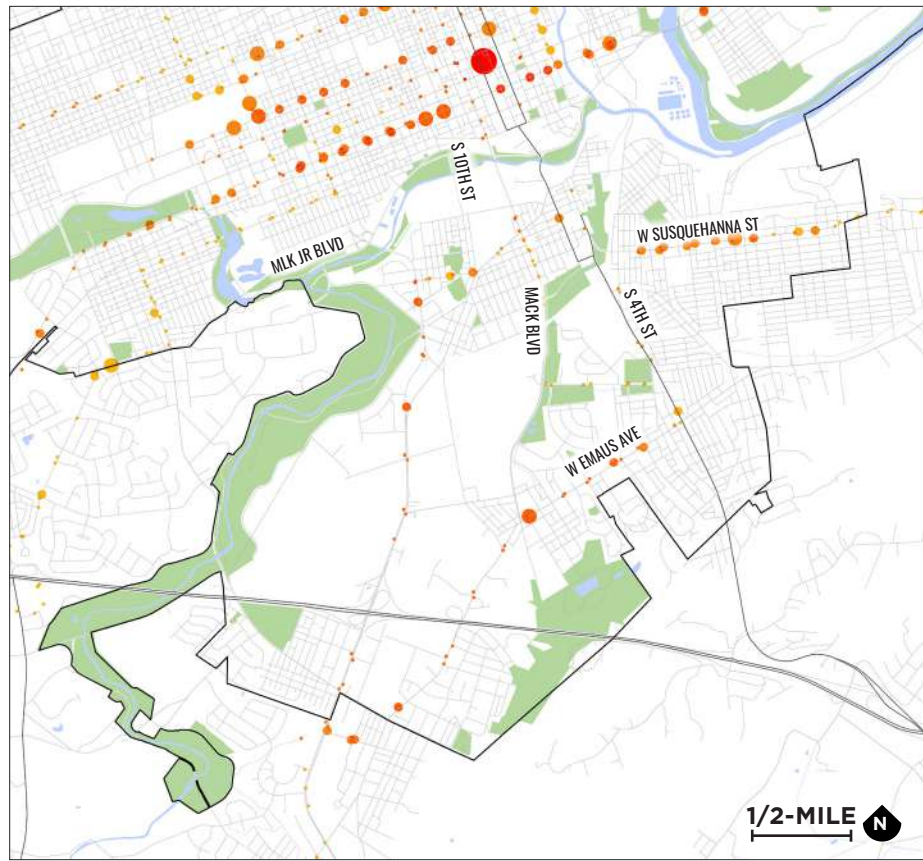 S 10TH ST
W SUSQUEHANNA ST
MLK JR BLVD
MACK BLVD
S 4TH ST
W EMAUS AVE
1/2-MILE
N